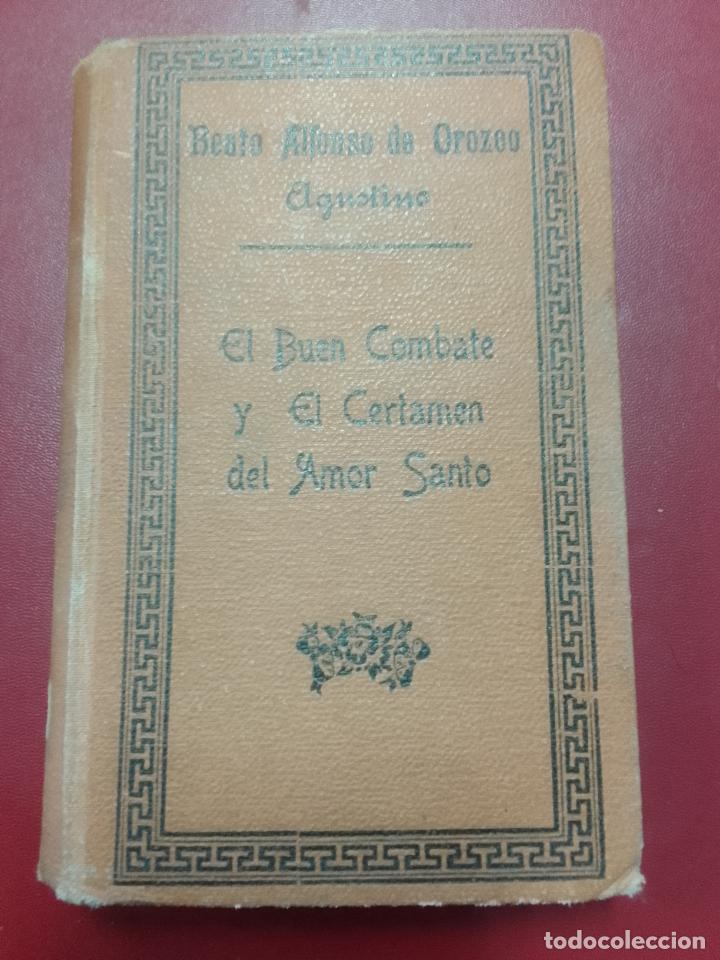 Beato Alfonso de Orozco
Agustino
El Buen Combate
y El Certamen
del Amor Santo
todocoleccion